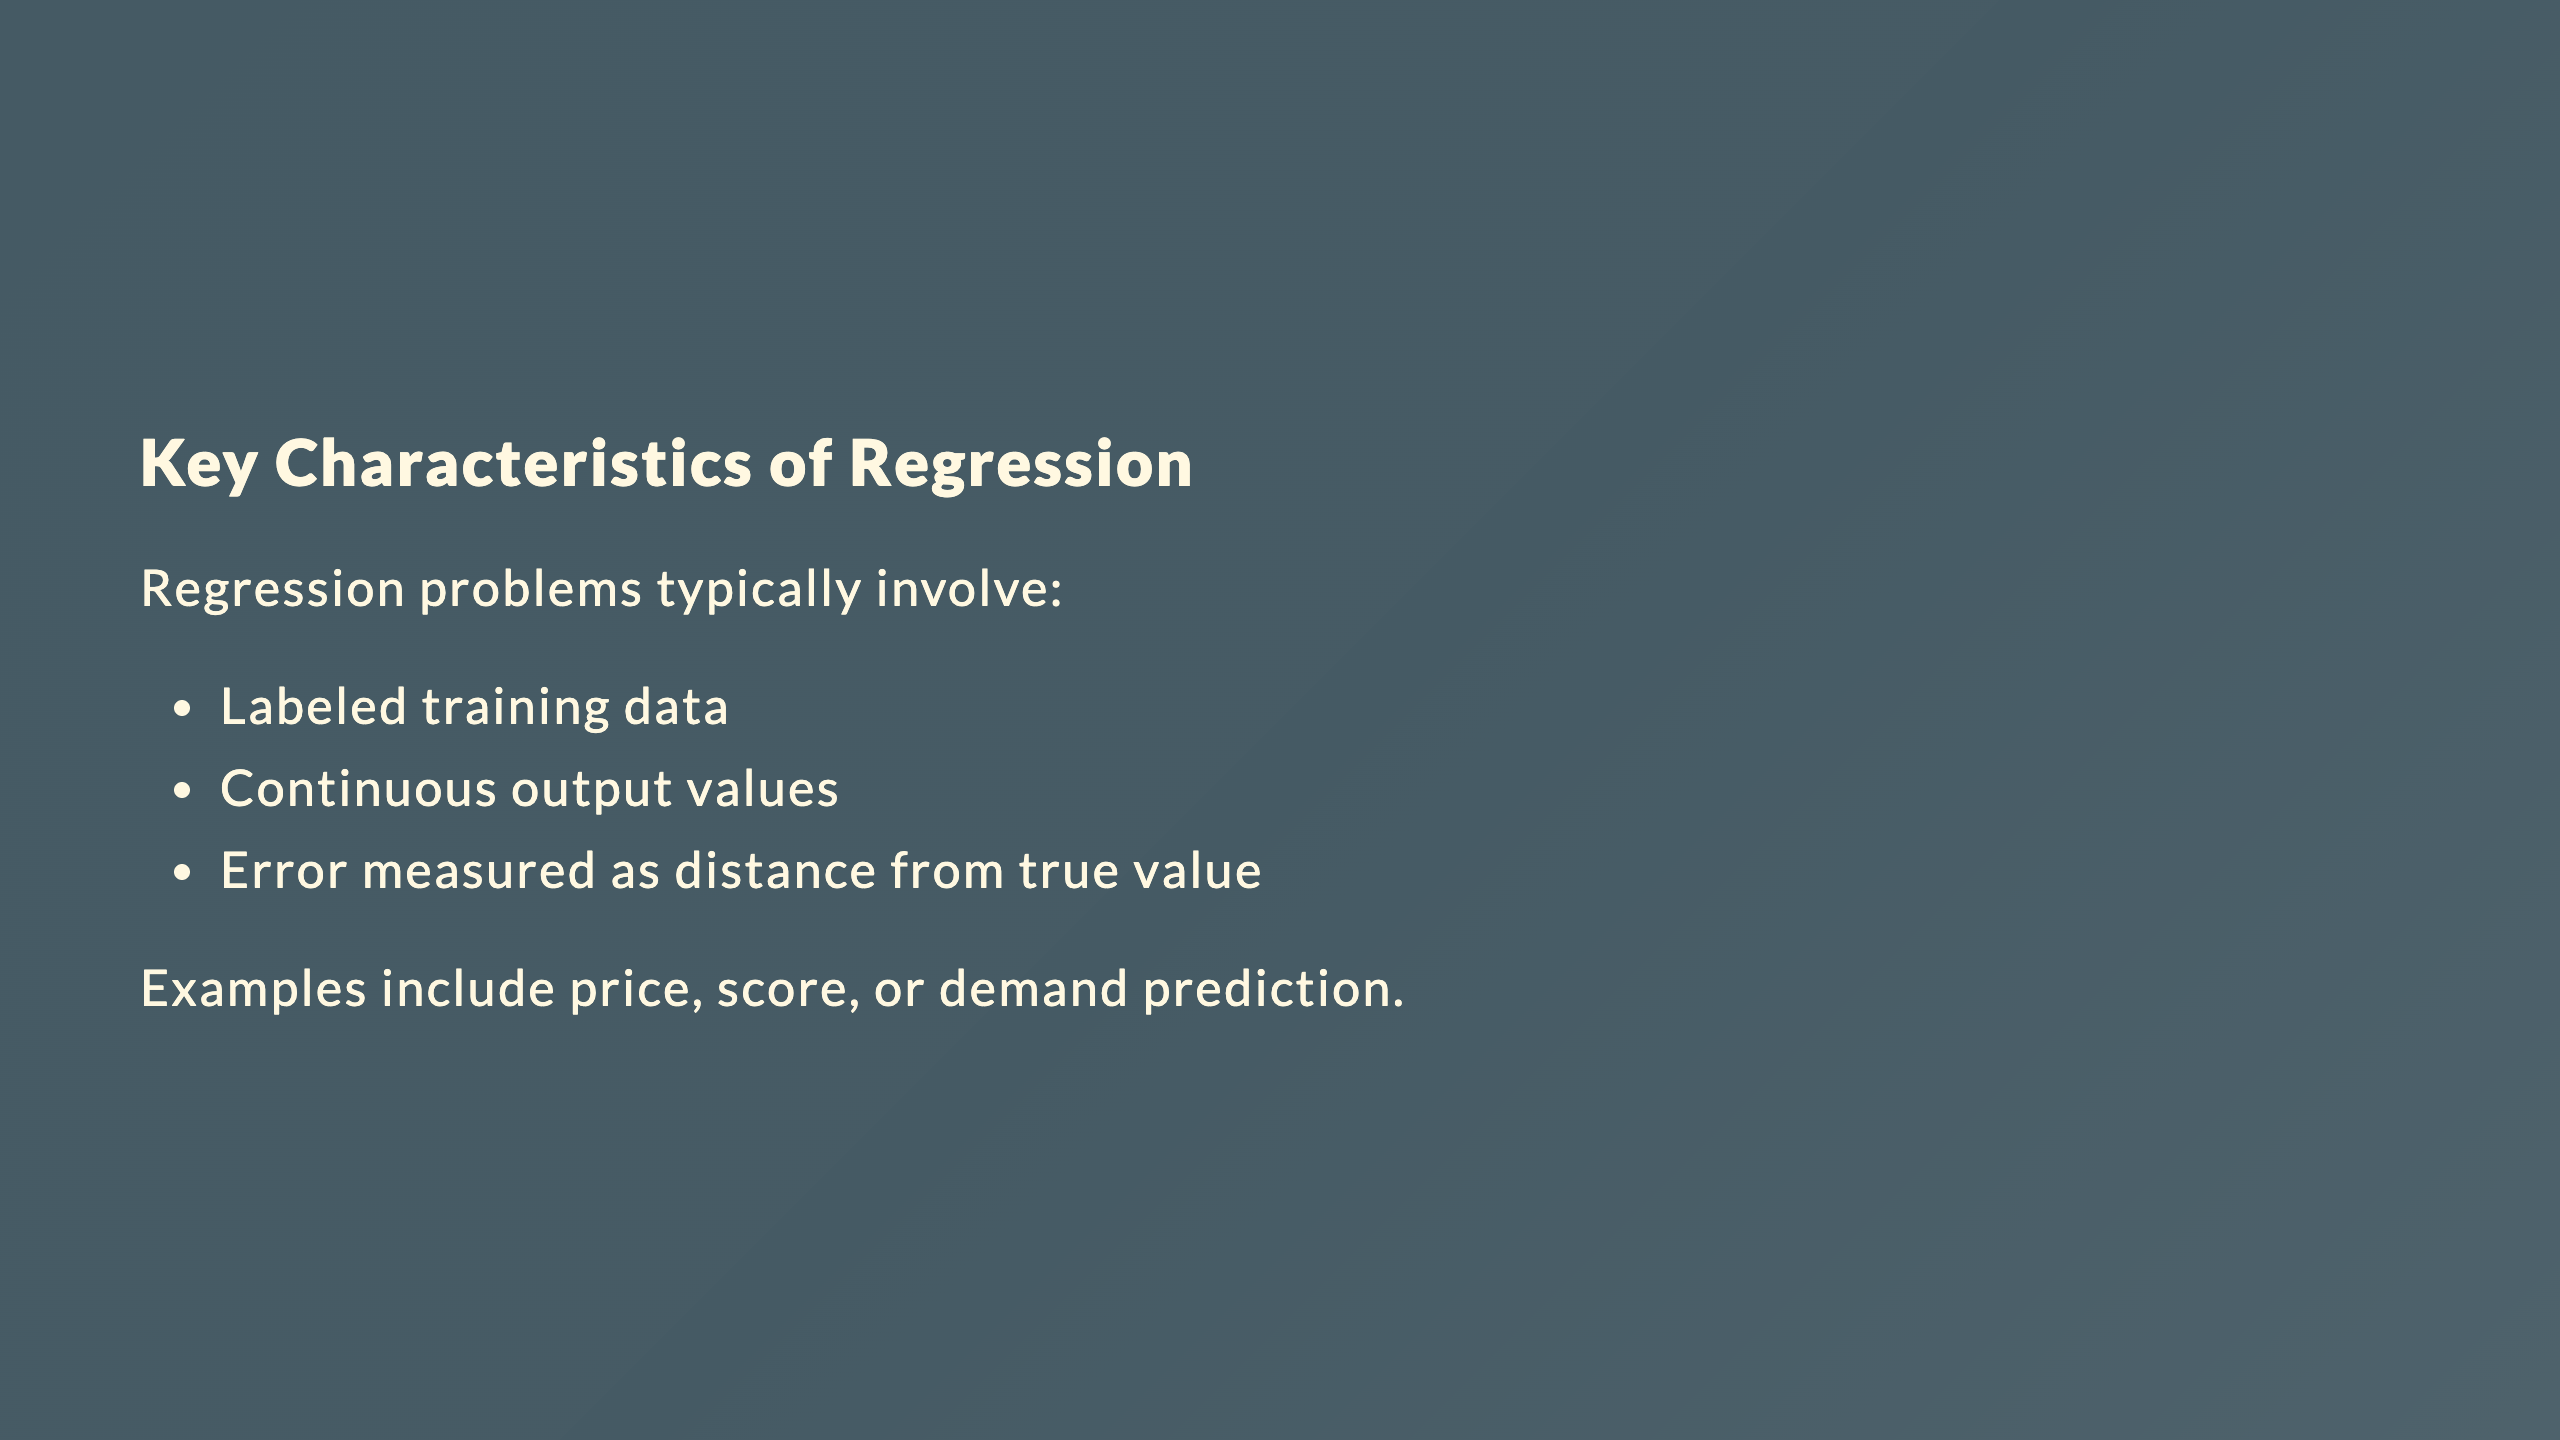 Key Characteristics of Regression
Regression problems typically involve:
• Labeled training data
• Continuous output values
• Error measured as distance from true value
Examples include price, score, or demand prediction.